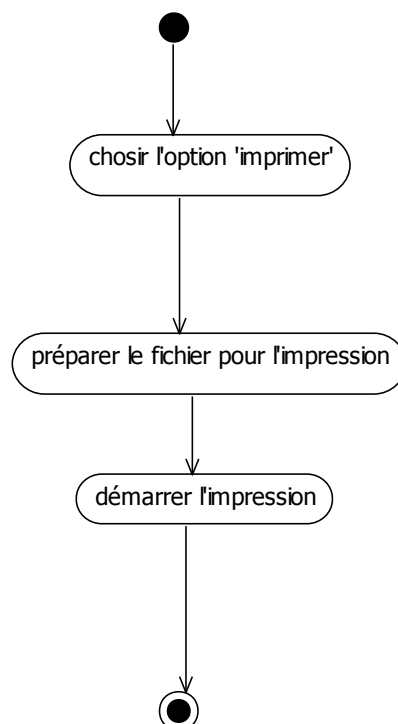 chosir l'option 'imprimer'
préparer le fichier pour l'impression
démarrer l'impression